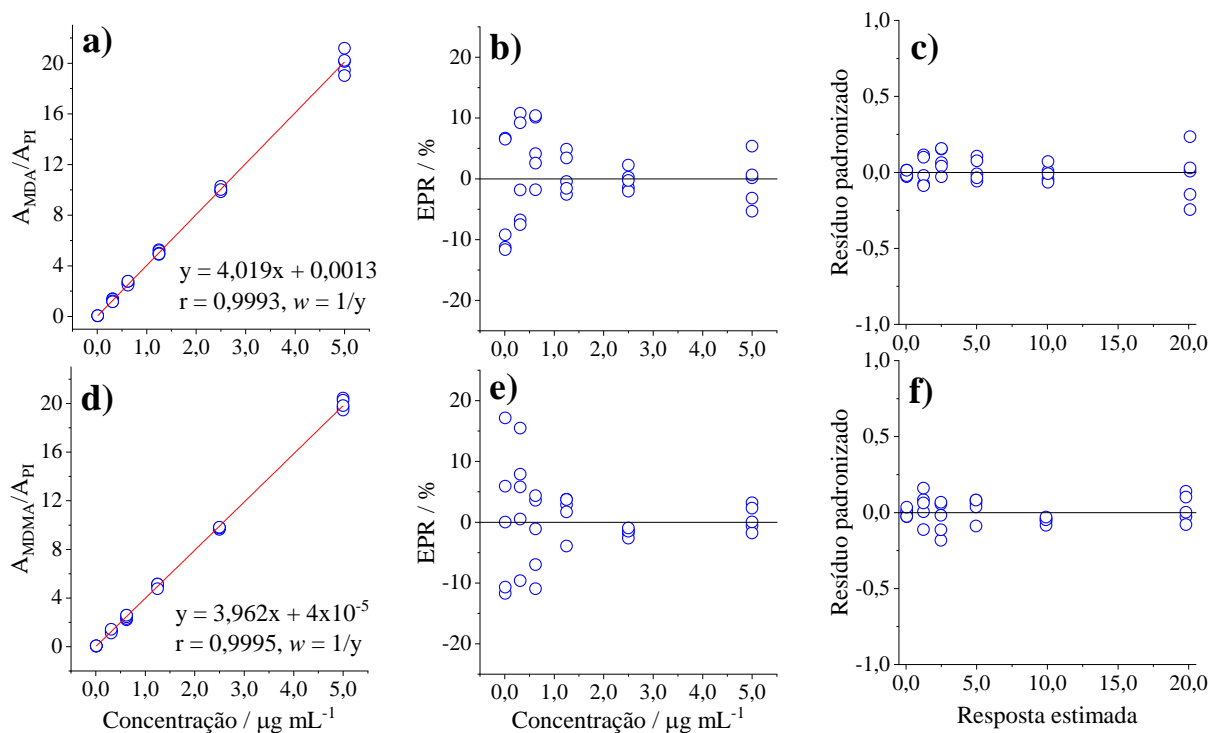 a)
A_MDA/A_PI
20
16
12
8
4
0
y = 4,019x + 0,0013
r = 0,9993, w = 1/y
0,0 1,0 2,0 3,0 4,0 5,0
b)
EPR / %
20
10
0
-10
-20
0,0 1,0 2,0 3,0 4,0 5,0
c)
Resíduo padronizado
1,0
0,5
0,0
-0,5
-1,0
0,0 5,0 10,0 15,0 20,0
d)
A_MDMA/A_PI
20
16
12
8
4
0
y = 3,962x + 4x10^-5
r = 0,9995, w = 1/y
0,0 1,0 2,0 3,0 4,0 5,0
Concentração / μg mL^-1
e)
EPR / %
20
10
0
-10
-20
0,0 1,0 2,0 3,0 4,0 5,0
Concentração / μg mL^-1
f)
Resíduo padronizado
1,0
0,5
0,0
-0,5
-1,0
0,0 5,0 10,0 15,0 20,0
Resposta estimada